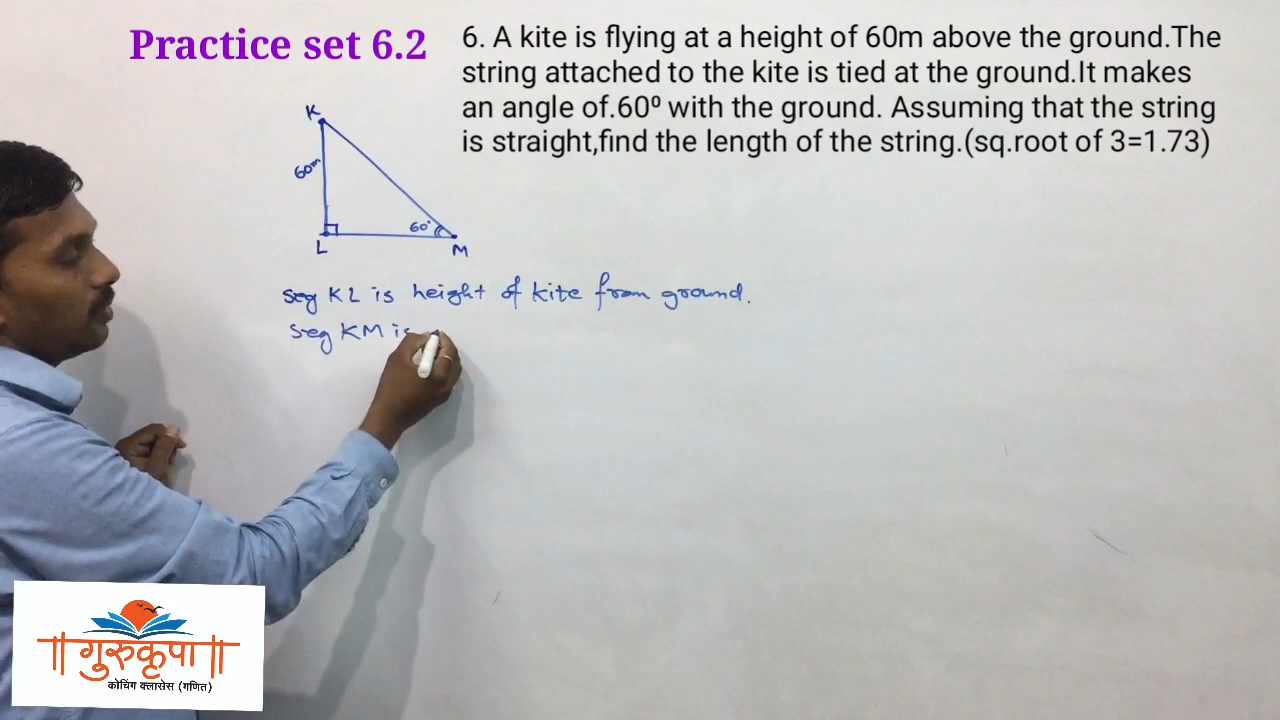 Practice set 6.2
6. A kite is flying at a height of 60m above the ground.The
string attached to the kite is tied at the ground.It makes
an angle of.60⁰ with the ground. Assuming that the string
is straight,find the length of the string.(sq.root of 3=1.73)
K
60m
60°
L
M
seg KL is height of kite from ground.
seg KM is
॥ गुरुकृपा ॥
कोचिंग क्लासेस (गणित)